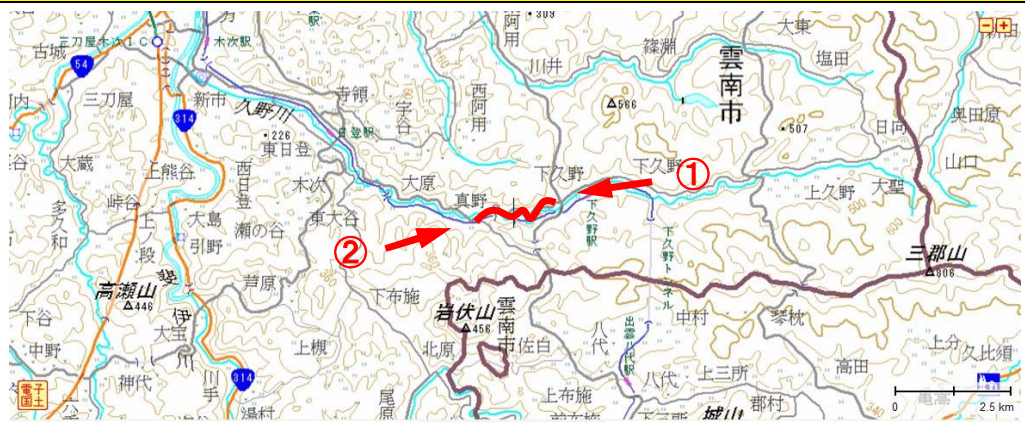 古城
三刀屋木次IC
木次駅
54
三刀屋
新市
久野川
314
寺領
宇谷
西阿用
川井
309
篠淵
566
雲南市
大東
塩田
507
日向
奥田原
山口
大蔵
上熊谷
226
東日登
日登駅
西日登
木次
大原
真野
下久野
下久野
①
上久野
大聖
多久和
峠谷
上段
大島
引野
瀬の谷
東大谷
②
下久野駅
下久野トンネル
三郡山
806
高瀬山
446
芦原
下布施
岩伏山
456
雲南市
佐白
八代
出雲八代駅
中村
琴枕
下谷
中野
大宝
川手
上槻
北原
高田
上分
久比須
電子国土
神代
314
湯村
尾原
上布施
八代
上三所
郡村
城山
亀嵩
0
2.5 km